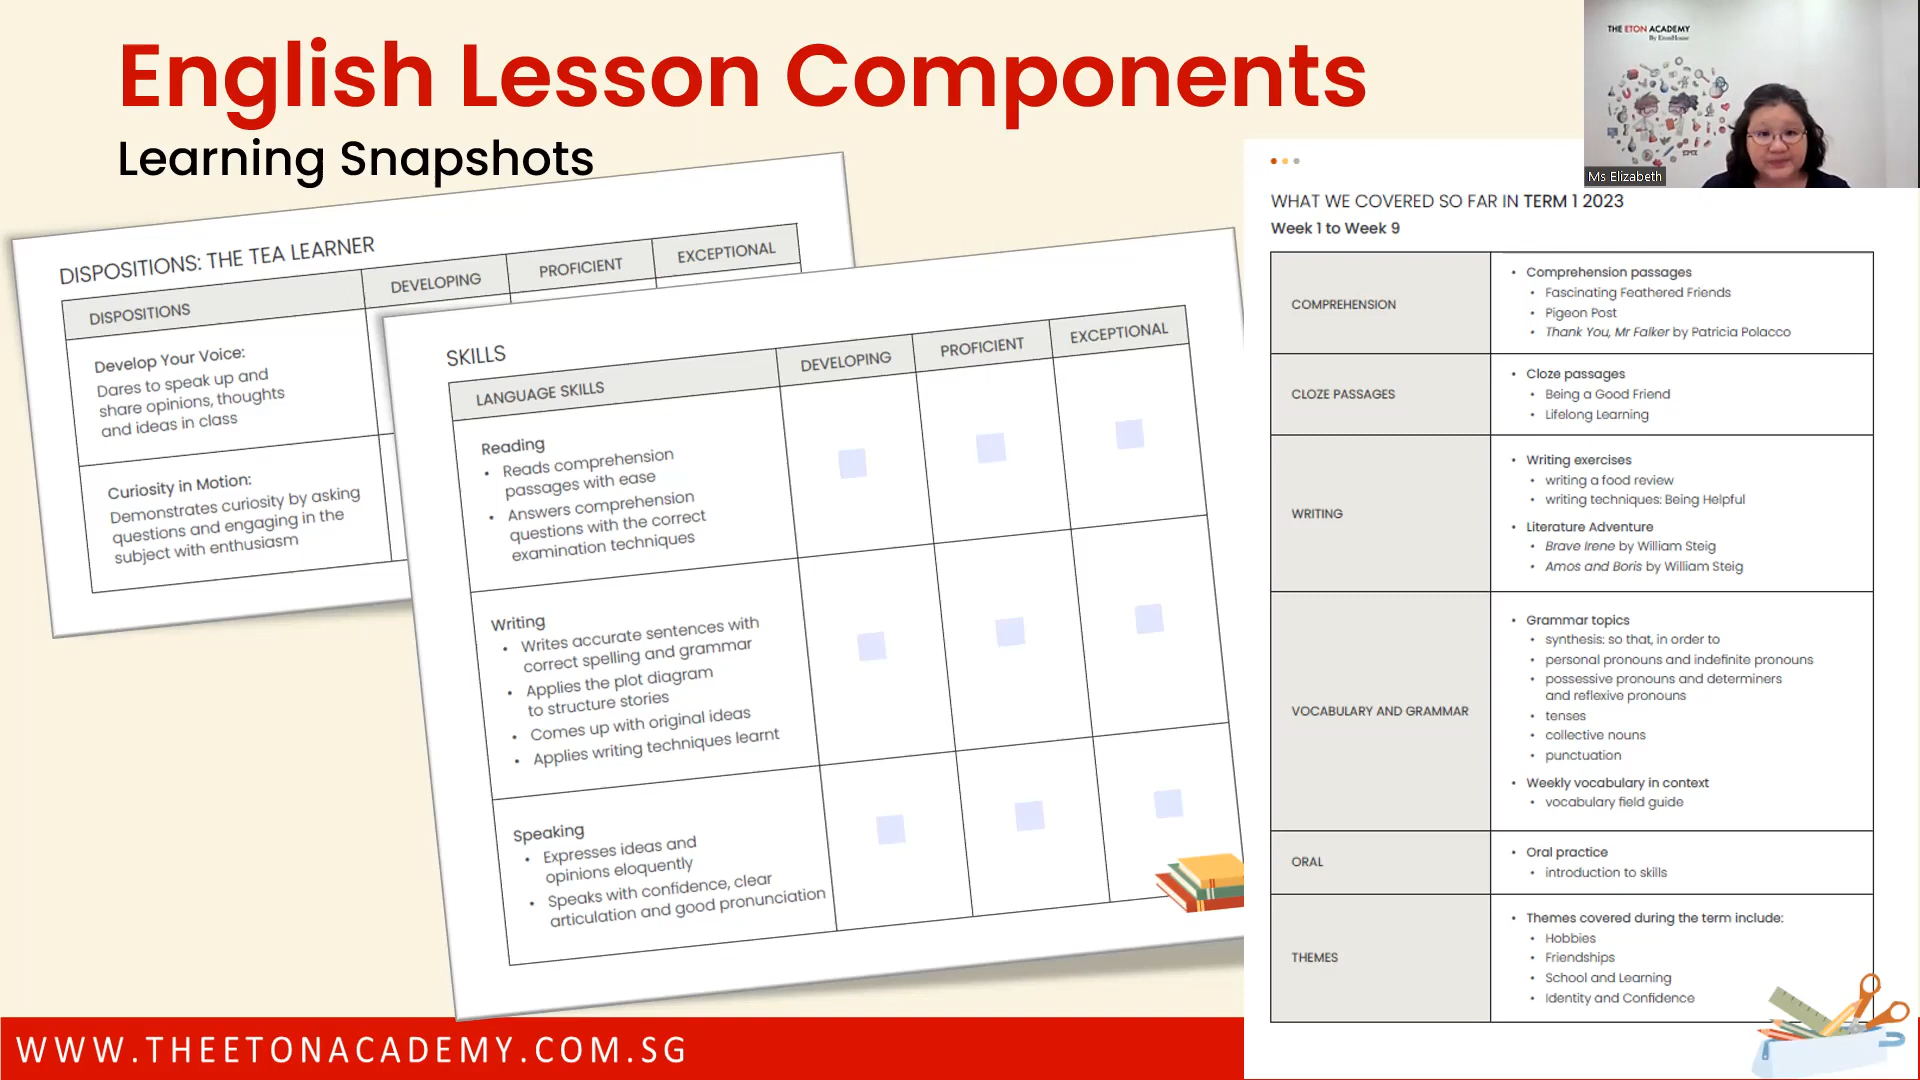 English Lesson Components
Learning Snapshots
THE ETON ACADEMY
By EtonHouse
Ms Elizabeth
DISPOSITIONS: THE TEA LEARNER
DISPOSITIONS
DEVELOPING
PROFICIENT
EXCEPTIONAL
Develop Your Voice:
Dares to speak up and
share opinions, thoughts
and ideas in class
Curiosity in Motion:
Demonstrates curiosity by asking
questions and engaging in the
subject with enthusiasm
SKILLS
LANGUAGE SKILLS
DEVELOPING
PROFICIENT
EXCEPTIONAL
Reading
• Reads comprehension
passages with ease
• Answers comprehension
questions with the correct
examination techniques
Writing
• Writes accurate sentences with
correct spelling and grammar
• Applies the plot diagram
to structure stories
• Comes up with original ideas
• Applies writing techniques learnt
Speaking
• Expresses ideas and
opinions eloquently
• Speaks with confidence, clear
articulation and good pronunciation
WHAT WE COVERED SO FAR IN TERM 1 2023
Week 1 to Week 9
COMPREHENSION
• Comprehension passages
• Fascinating Feathered Friends
• Pigeon Post
• Thank You, Mr Falker by Patricia Polacco
CLOZE PASSAGES
• Cloze passages
• Being a Good Friend
• Lifelong Learning
WRITING
• Writing exercises
• writing a food review
• writing techniques: Being Helpful
• Literature Adventure
• Brave Irene by William Steig
• Amos and Boris by William Steig
VOCABULARY AND GRAMMAR
• Grammar topics
• synthesis: so that, in order to
• personal pronouns and indefinite pronouns
• possessive pronouns and determiners
and reflexive pronouns
• tenses
• collective nouns
• punctuation
• Weekly vocabulary in context
• vocabulary field guide
ORAL
• Oral practice
• introduction to skills
THEMES
• Themes covered during the term include:
• Hobbies
• Friendships
• School and Learning
• Identity and Confidence
WWW.THEETONACADEMY.COM.SG